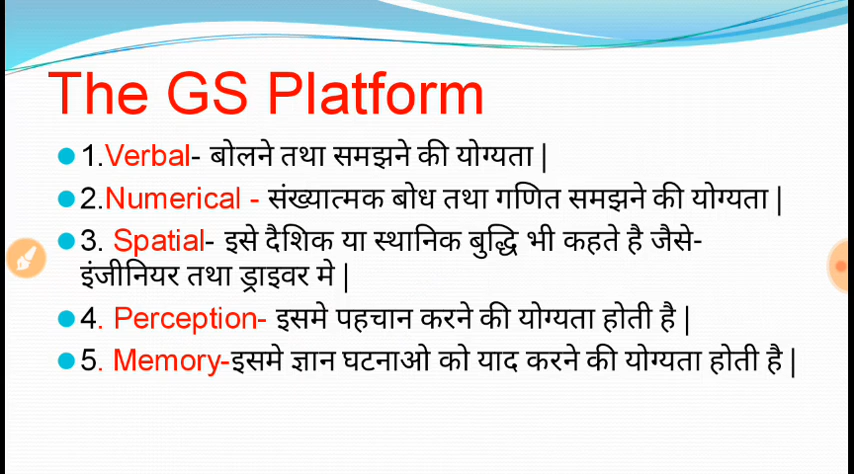 The GS Platform
1.Verbal- बोलने तथा समझने की योग्यता |
2.Numerical - संख्यात्मक बोध तथा गणित समझने की योग्यता |
3. Spatial- इसे दैशिक या स्थानिक बुद्धि भी कहते है जैसे-
इंजीनियर तथा ड्राइवर मे |
4. Perception- इसमे पहचान करने की योग्यता होती है |
5. Memory-इसमे ज्ञान घटनाओ को याद करने की योग्यता होती है |